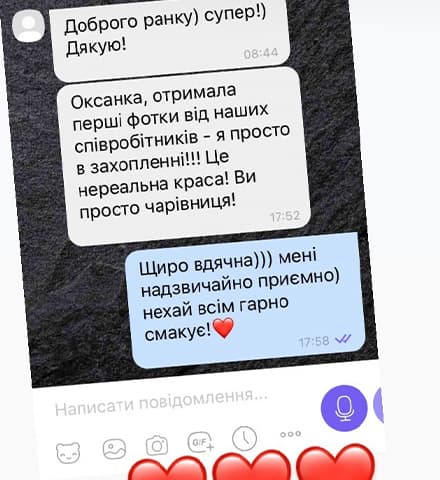 Доброго ранку) супер!)
Дякую!
08:44
Оксанка, отримала
перші фотки від наших
співробітників - я просто
в захопленні!!! Це
нереальна краса! Ви
просто чарівниця!
17:52
Щиро вдячна))) мені
надзвичайно приємно)
нехай всім гарно
смакує!❤️
17:58
Написати повідомлення...
GIF